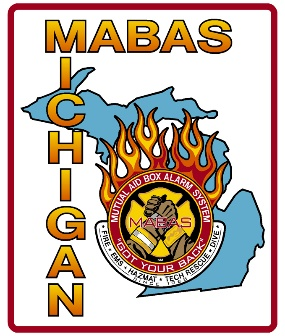 MABAS
MICHIGAN
MUTUAL AID BOX ALARM SYSTEM
MABAS
"GOT YOUR BACK"
• FIRE • EMS • HAZMAT • TECH RESCUE • DIVE •